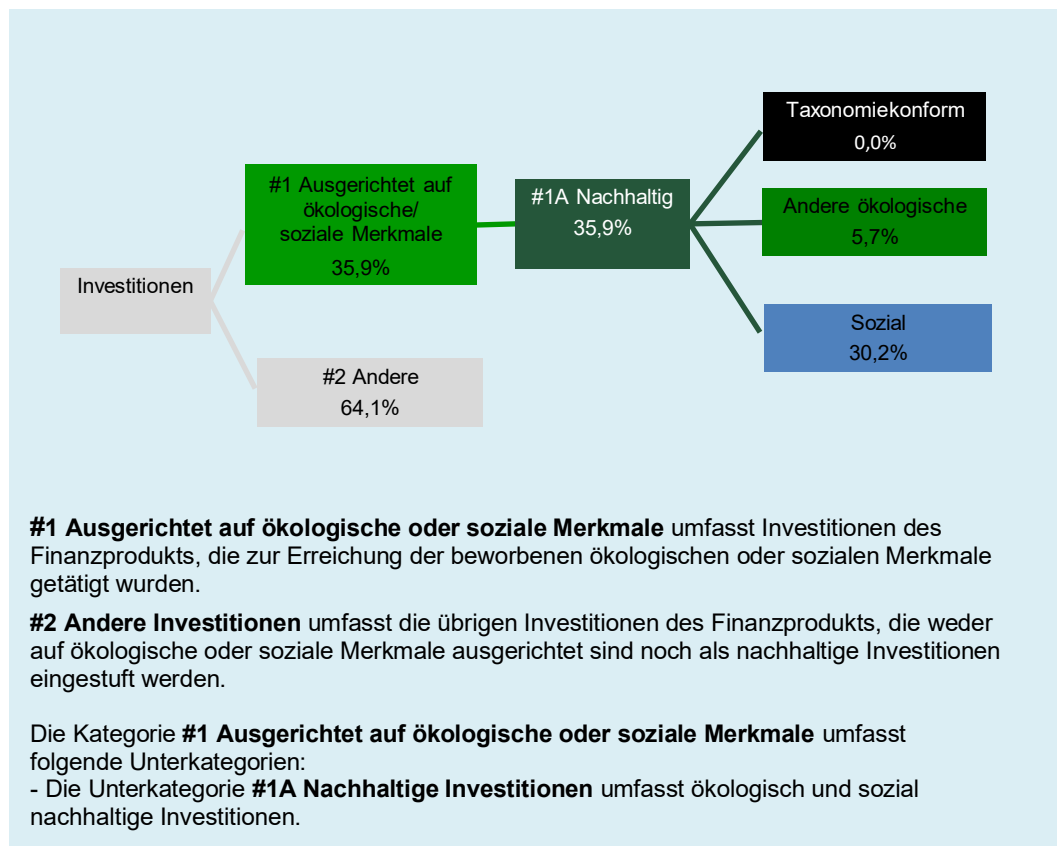 Investitionen
#1 Ausgerichtet auf
ökologische/
soziale Merkmale
35,9%
#2 Andere
64,1%
#1A Nachhaltig
35,9%
Taxonomiekonform
0,0%
Andere ökologische
5,7%
Sozial
30,2%
#1 Ausgerichtet auf ökologische oder soziale Merkmale umfasst Investitionen des
Finanzprodukts, die zur Erreichung der beworbenen ökologischen oder sozialen Merkmale
getätigt wurden.
#2 Andere Investitionen umfasst die übrigen Investitionen des Finanzprodukts, die weder
auf ökologische oder soziale Merkmale ausgerichtet sind noch als nachhaltige Investitionen
eingestuft werden.
Die Kategorie #1 Ausgerichtet auf ökologische oder soziale Merkmale umfasst
folgende Unterkategorien:
- Die Unterkategorie #1A Nachhaltige Investitionen umfasst ökologisch und sozial
nachhaltige Investitionen.